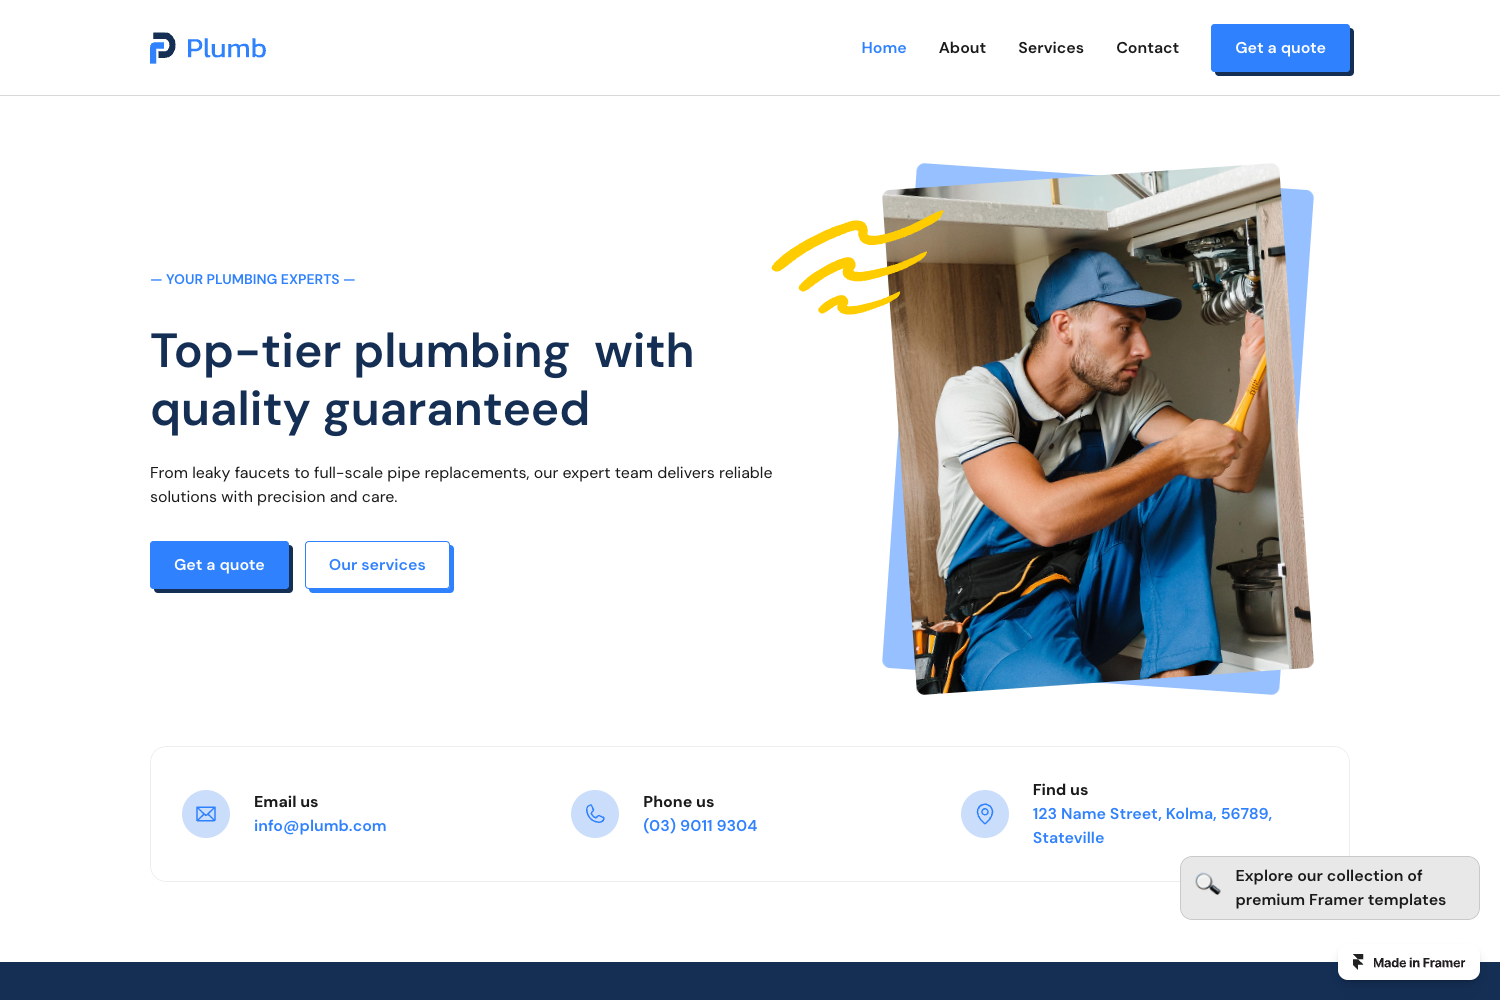 Plumb
Home
About
Services
Contact
Get a quote
— YOUR PLUMBING EXPERTS —
Top-tier plumbing  with
quality guaranteed
From leaky faucets to full-scale pipe replacements, our expert team delivers reliable
solutions with precision and care.
Get a quote
Our services
Email us
info@plumb.com
Phone us
(03) 9011 9304
Find us
123 Name Street, Kolma, 56789,
Stateville
Explore our collection of
premium Framer templates
Made in Framer